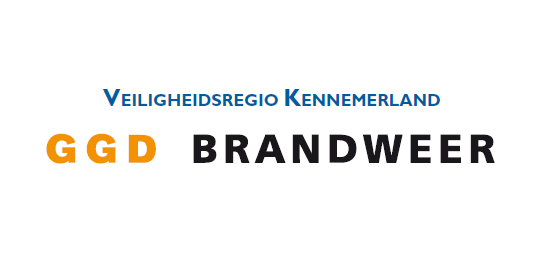 VEILIGHEIDSREGIO KENNEMERLAND
GGD BRANDWEER